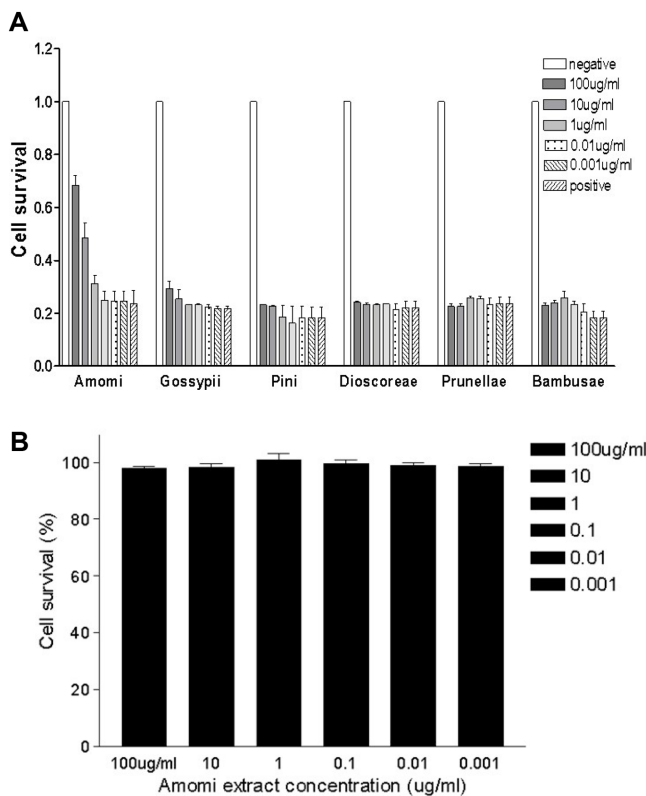 A
Cell survival
1.2
1.0
0.8
0.6
0.4
0.2
0.0
negative
100ug/ml
10ug/ml
1ug/ml
0.01ug/ml
0.001ug/ml
positive
Amomi Gossypii Pini Dioscoreae Prunellae Bambusae
B
Cell survival (%)
100
80
60
40
20
0
100ug/ml
10
1
0.1
0.01
0.001
100ug/ml 10 1 0.1 0.01 0.001
Amomi extract concentration (ug/ml)